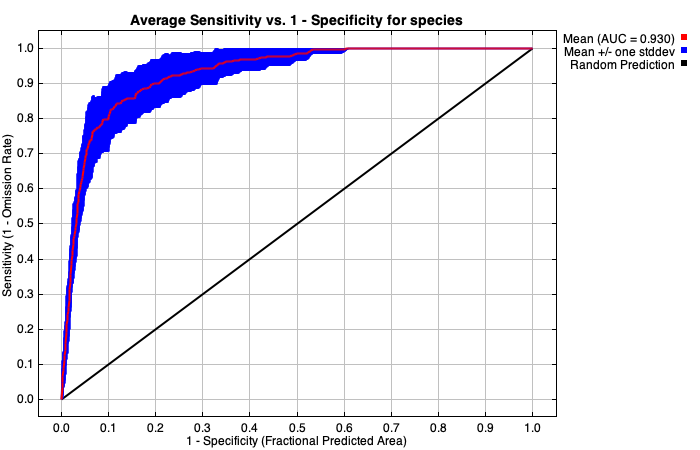 Average Sensitivity vs. 1 - Specificity for species
Mean (AUC = 0.930)
Mean +/- one stddev
Random Prediction
Sensitivity (1 - Omission Rate)
1.0
0.9
0.8
0.7
0.6
0.5
0.4
0.3
0.2
0.1
0.0
0.0 0.1 0.2 0.3 0.4 0.5 0.6 0.7 0.8 0.9 1.0
1 - Specificity (Fractional Predicted Area)